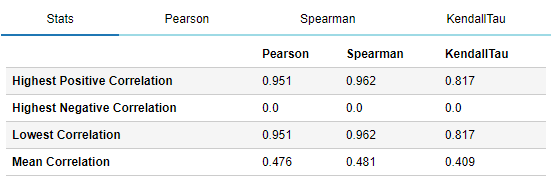 Stats Pearson Spearman KendallTau
Pearson Spearman KendallTau
Highest Positive Correlation 0.951 0.962 0.817
Highest Negative Correlation 0.0 0.0 0.0
Lowest Correlation 0.951 0.962 0.817
Mean Correlation 0.476 0.481 0.409